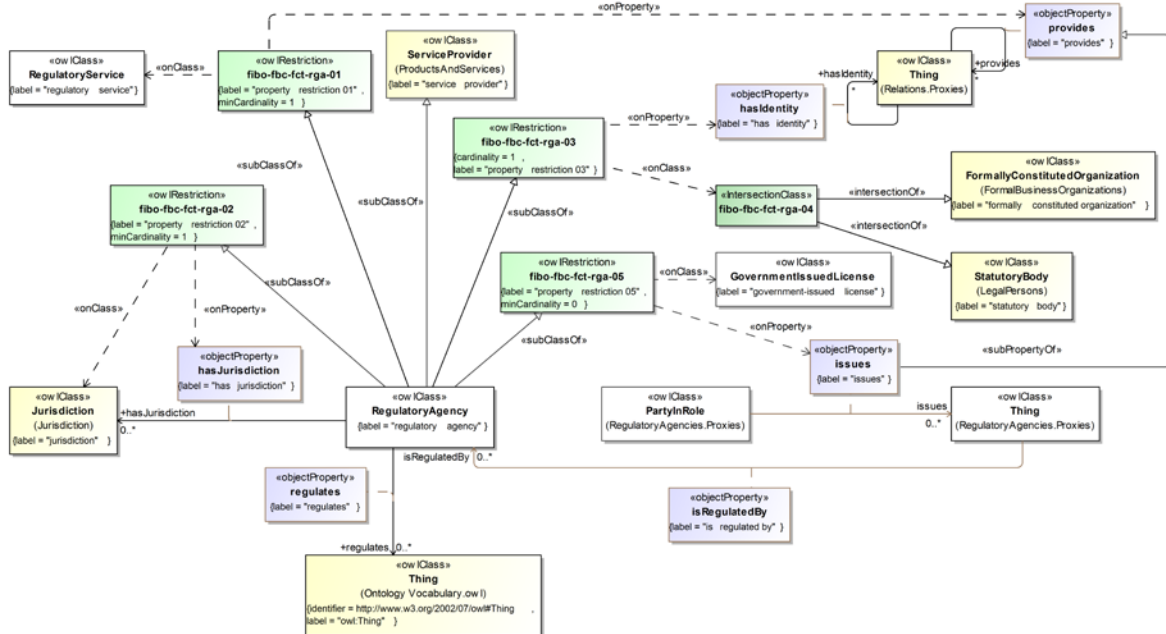 «onProperty»
«objectProperty»
provides
{label = "provides" }
«owlClass»
RegulatoryService
{label = "regulatory service"}
«onClass»
«owlRestriction»
fibo-fbc-fct-rga-01
{label = "property restriction 01" ,
minCardinality = 1 }
«owlClass»
ServiceProvider
(ProductsAndServices)
{label = "service provider"}
+hasIdentity
*
«owlClass»
Thing
(Relations.Proxies)
+provides
*
«objectProperty»
hasIdentity
{label = "has identity" }
«onProperty»
«owlRestriction»
fibo-fbc-fct-rga-03
{cardinality = 1 ,
label = "property restriction 03" }
«onClass»
«subClassOf»
«subClassOf»
«subClassOf»
«owlRestriction»
fibo-fbc-fct-rga-02
{label = "property restriction 02" ,
minCardinality = 1 }
«IntersectionClass»
fibo-fbc-fct-rga-04
«intersectionOf»
«intersectionOf»
«owlClass»
FormallyConstitutedOrganization
(FormalBusinessOrganizations)
{label = "formally constituted organization"}
«owlClass»
StatutoryBody
(LegalPersons)
{label = "statutory body"}
«owlRestriction»
fibo-fbc-fct-rga-05
{label = "property restriction 05" ,
minCardinality = 0 }
«onClass»
«owlClass»
GovernmentIssuedLicense
{label = "government-issued license"}
«subClassOf»
«onClass»
«onProperty»
«onProperty»
«subClassOf»
«objectProperty»
hasJurisdiction
{label = "has jurisdiction" }
«objectProperty»
issues
{label = "issues" }
«subPropertyOf»
«owlClass»
Jurisdiction
(Jurisdiction)
{label = "jurisdiction" }
+hasJurisdiction
0..*
«owlClass»
RegulatoryAgency
{label = "regulatory agency"}
«owlClass»
PartyInRole
(RegulatoryAgencies.Proxies)
issues
0..*
«owlClass»
Thing
(RegulatoryAgencies.Proxies)
isRegulatedBy 0..*
«objectProperty»
regulates
{label = "regulates" }
«objectProperty»
isRegulatedBy
{label = "is regulated by" }
+regulates 0..*
«owlClass»
Thing
(Ontology Vocabulary.owl)
{identifier = http://www.w3.org/2002/07/owl#Thing ,
label = "owl:Thing" }